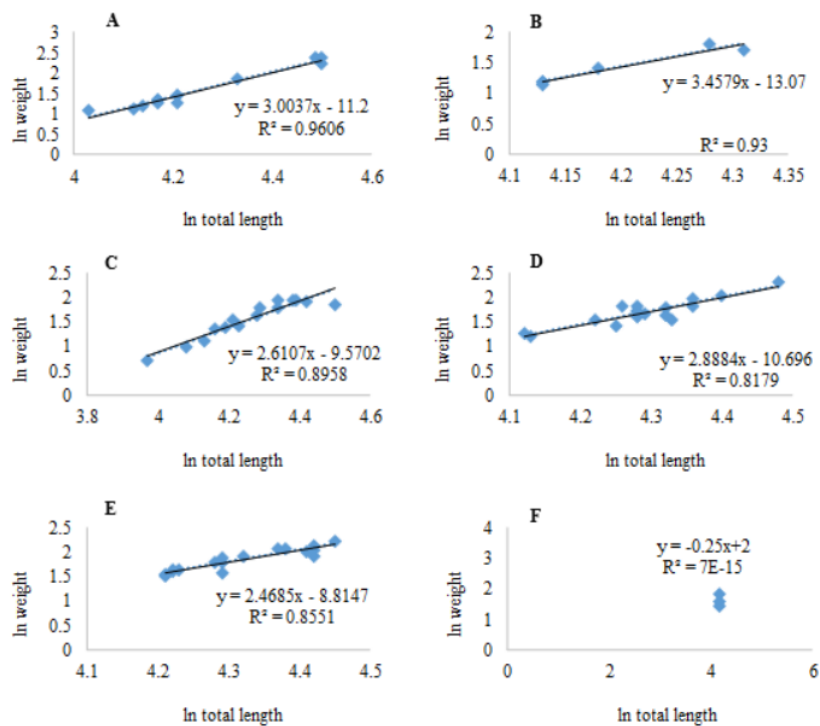 A
3
2.5
2
1.5
1
0.5
0
ln weight
y = 3.0037x - 11.2
R² = 0.9606
4 4.2 4.4 4.6
ln total length
B
2
1.5
1
0.5
0
ln weight
y = 3.4579x - 13.07
R² = 0.93
4.1 4.15 4.2 4.25 4.3 4.35
ln total length
C
2.5
2
1.5
1
0.5
0
ln weight
y = 2.6107x - 9.5702
R² = 0.8958
3.8 4 4.2 4.4 4.6
ln total length
D
2.5
2
1.5
1
0.5
0
ln weight
y = 2.8884x - 10.696
R² = 0.8179
4.1 4.2 4.3 4.4 4.5
ln total length
E
2.5
2
1.5
1
0.5
0
ln weight
y = 2.4685x - 8.8147
R² = 0.8551
4.1 4.2 4.3 4.4 4.5
ln total length
F
4
3
2
1
0
ln weight
y = -0.25x+2
R² = 7E-15
0 2 4 6
ln total length